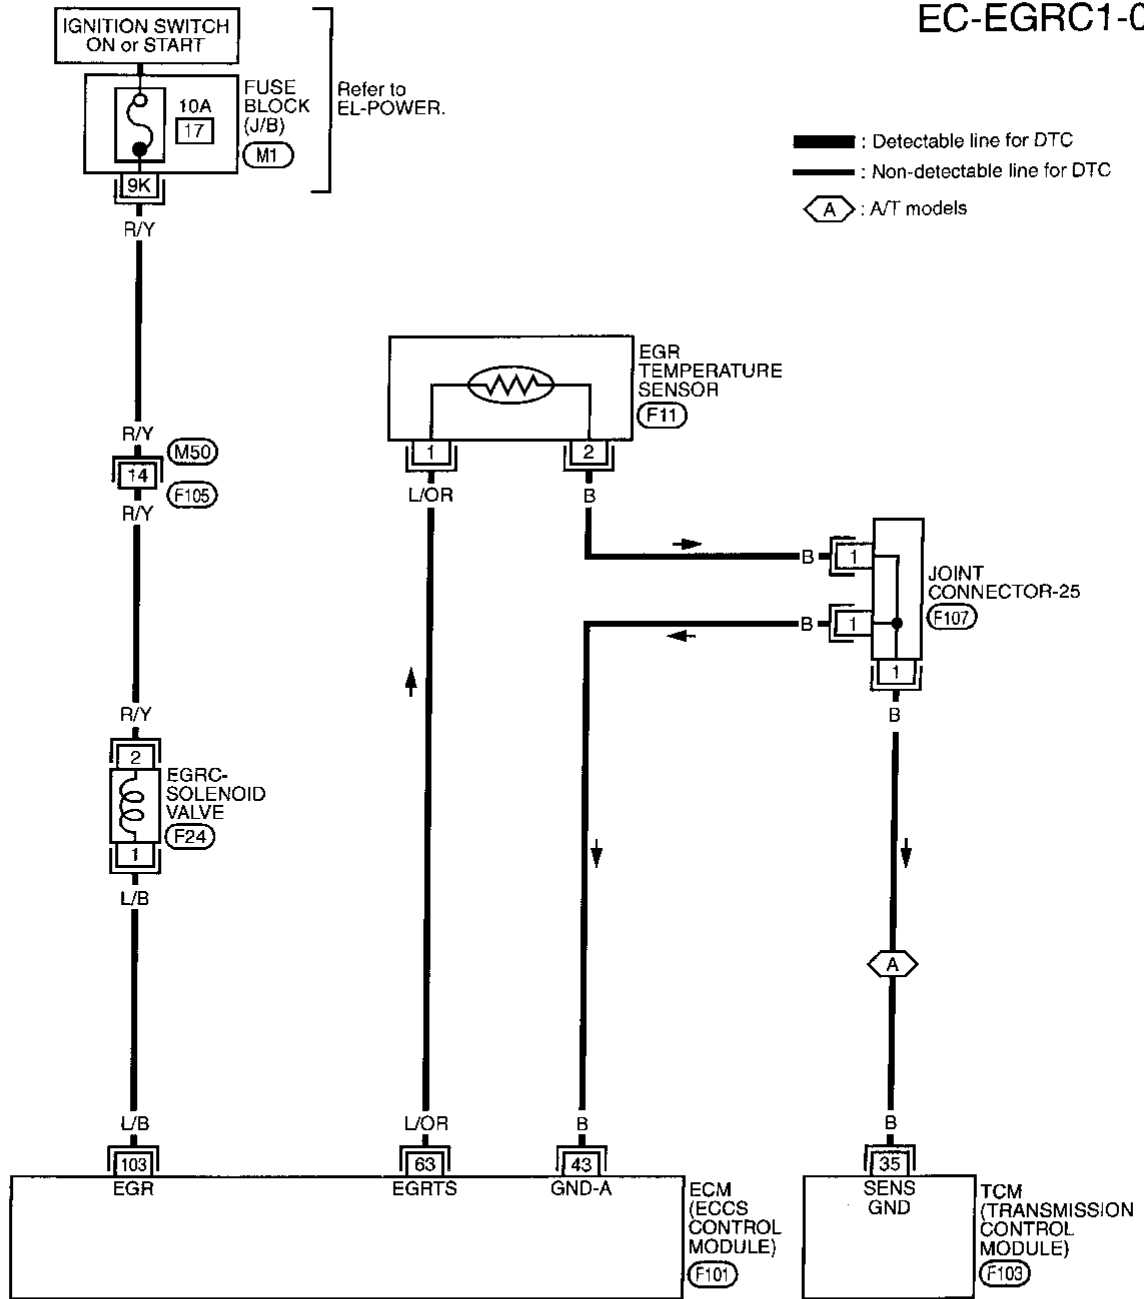 EC-EGRC1-0
IGNITION SWITCH
ON or START
FUSE
BLOCK
(J/B)
M1
10A
17
Refer to
EL-POWER.
9K
R/Y
: Detectable line for DTC
: Non-detectable line for DTC
A : A/T models
EGR
TEMPERATURE
SENSOR
F11
1
2
L/OR
B
R/Y
M50
14
F105
R/Y
B
1
JOINT
CONNECTOR-25
F107
B
1
1
B
R/Y
2
EGRC-
SOLENOID
VALVE
F24
1
L/B
A
L/B
L/OR
B
B
103
63
43
35
EGR
EGRTS
GND-A
SENS
GND
ECM
(ECCS
CONTROL
MODULE)
F101
TCM
(TRANSMISSION
CONTROL
MODULE)
F103